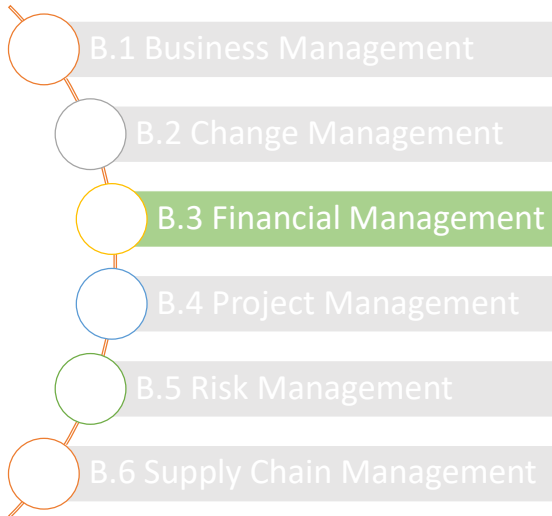 B.1 Business Management
B.2 Change Management
B.3 Financial Management
B.4 Project Management
B.5 Risk Management
B.6 Supply Chain Management